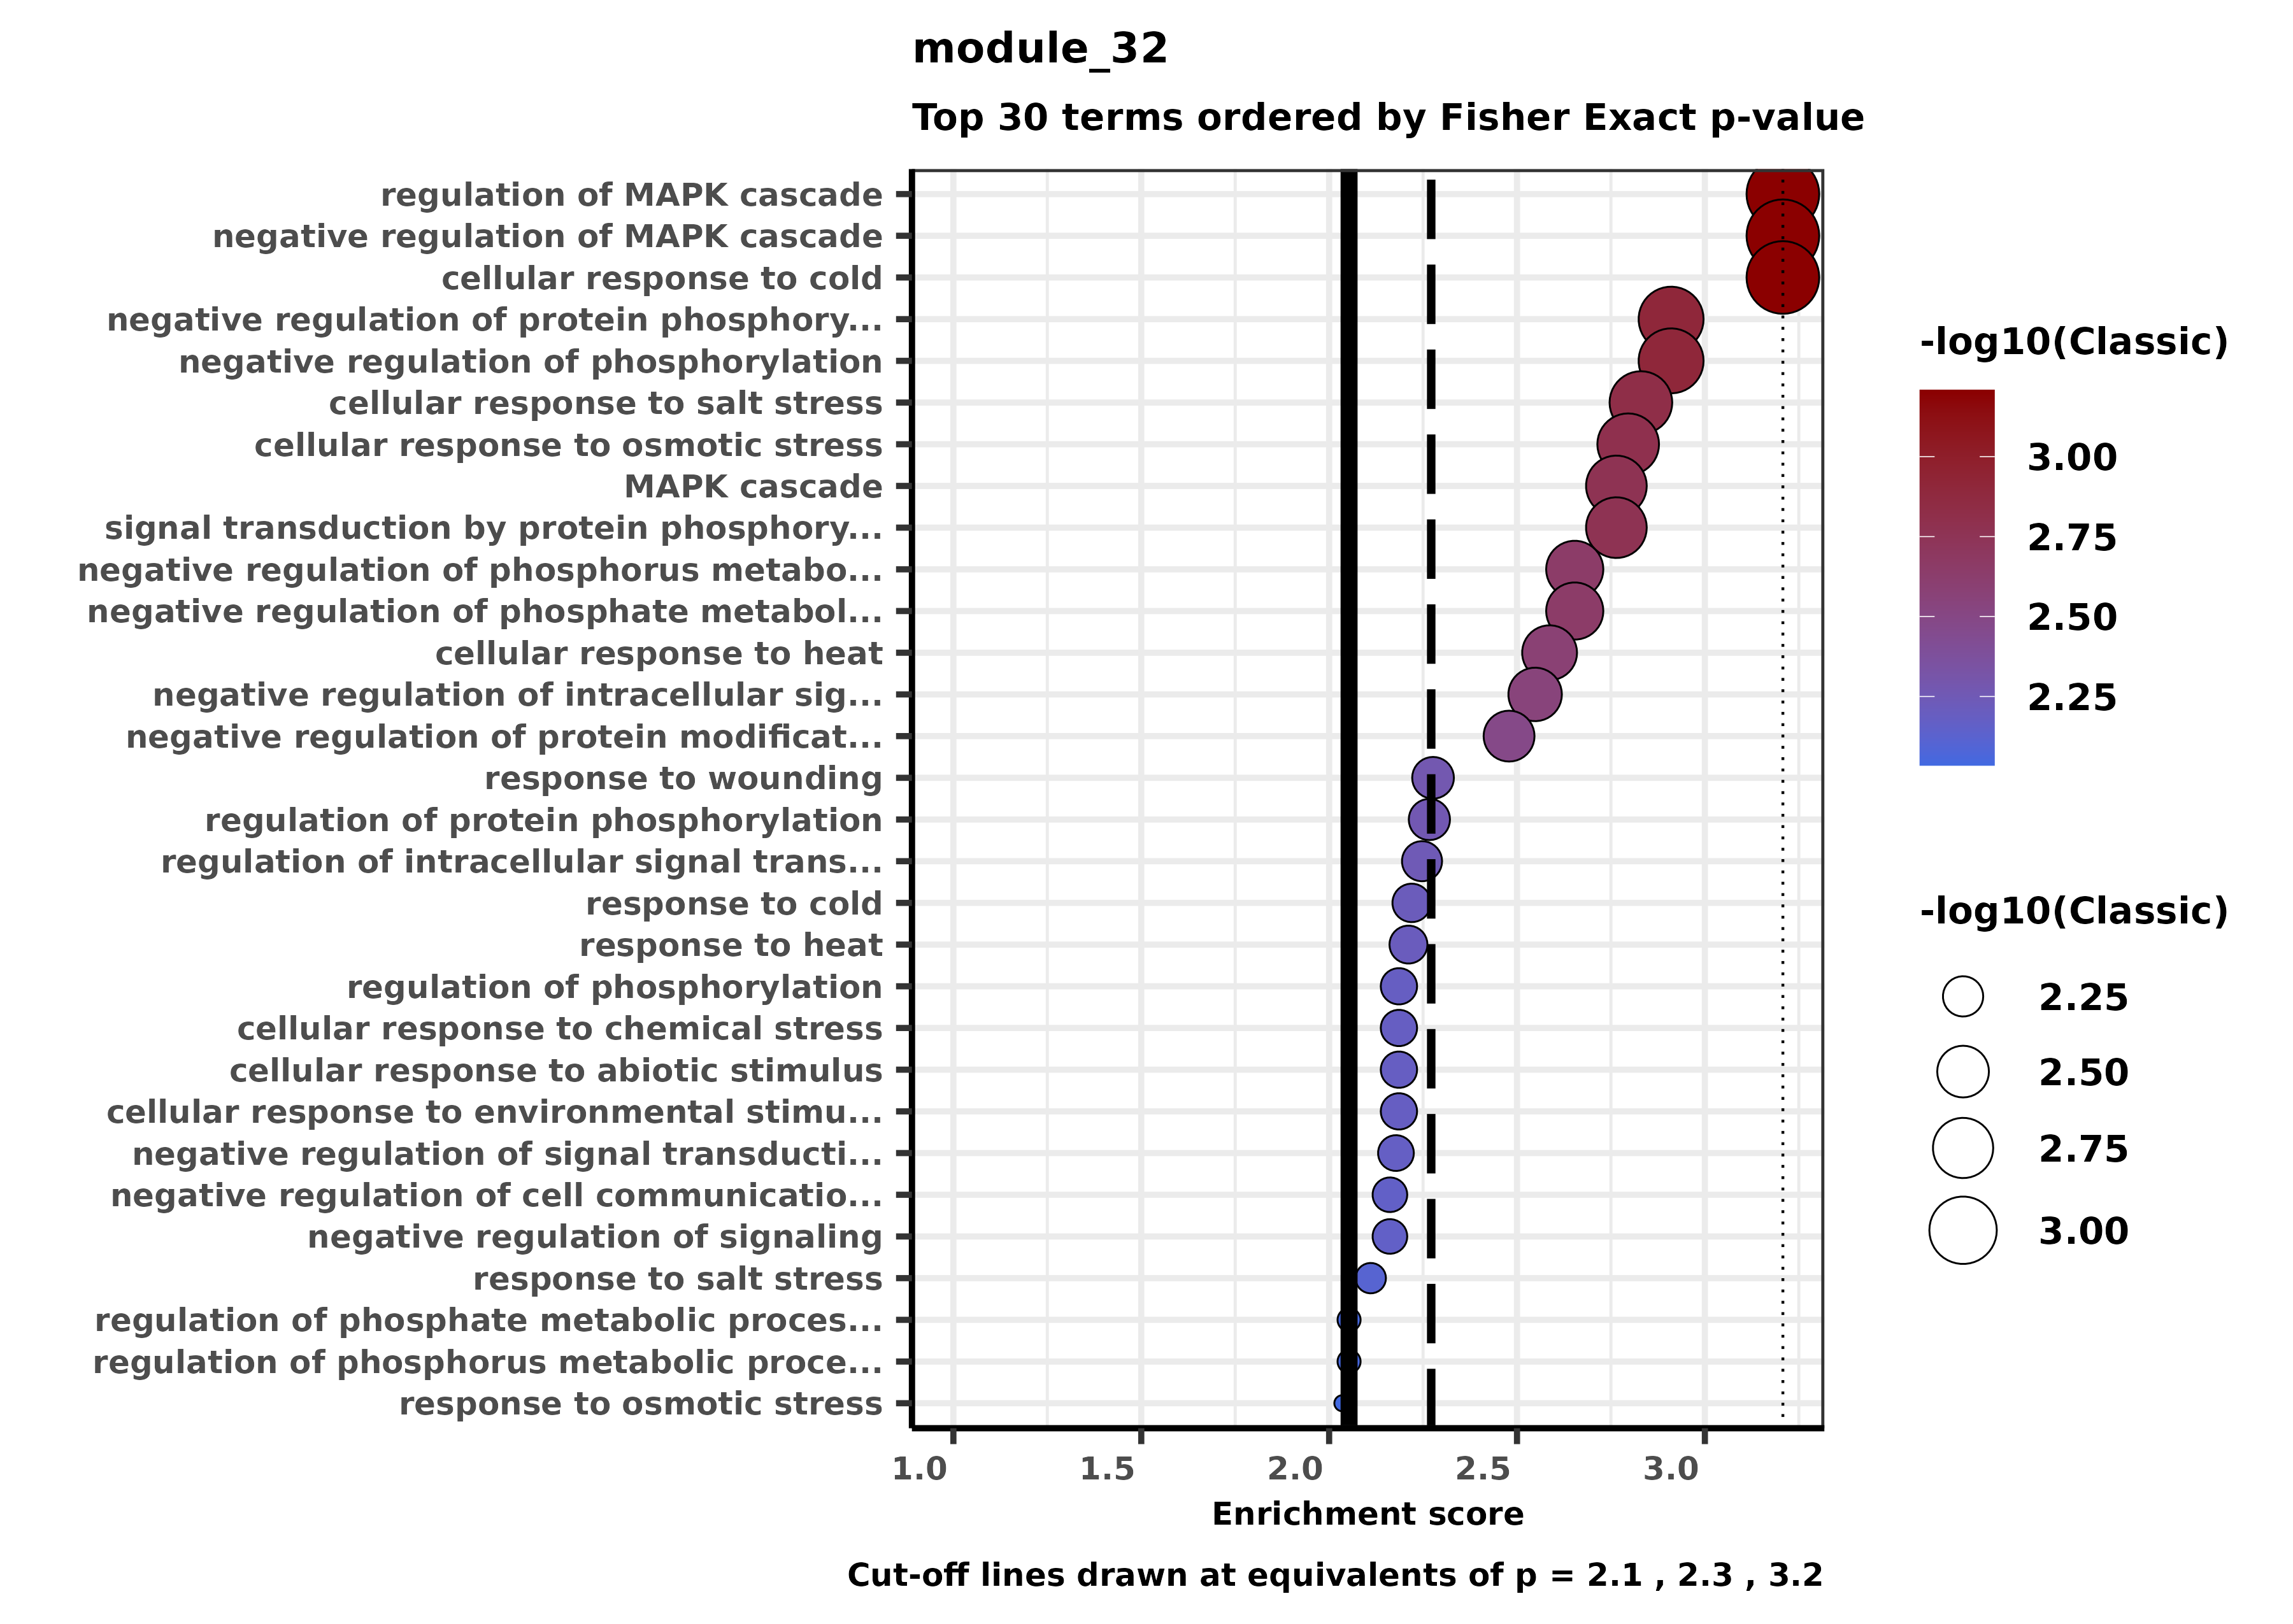 module_32
Top 30 terms ordered by Fisher Exact p-value
regulation of MAPK cascade
negative regulation of MAPK cascade
cellular response to cold
negative regulation of protein phosphory...
negative regulation of phosphorylation
cellular response to salt stress
cellular response to osmotic stress
MAPK cascade
signal transduction by protein phosphory...
negative regulation of phosphorus metabo...
negative regulation of phosphate metabol...
cellular response to heat
negative regulation of intracellular sig...
negative regulation of protein modificat...
response to wounding
regulation of protein phosphorylation
regulation of intracellular signal trans...
response to cold
response to heat
regulation of phosphorylation
cellular response to chemical stress
cellular response to abiotic stimulus
cellular response to environmental stimu...
negative regulation of signal transducti...
negative regulation of cell communicatio...
negative regulation of signaling
response to salt stress
regulation of phosphate metabolic proces...
regulation of phosphorus metabolic proce...
response to osmotic stress
1.0 1.5 2.0 2.5 3.0
Enrichment score
Cut-off lines drawn at equivalents of p = 2.1 , 2.3 , 3.2
-log10(Classic)
3.00
2.75
2.50
2.25
-log10(Classic)
2.25
2.50
2.75
3.00